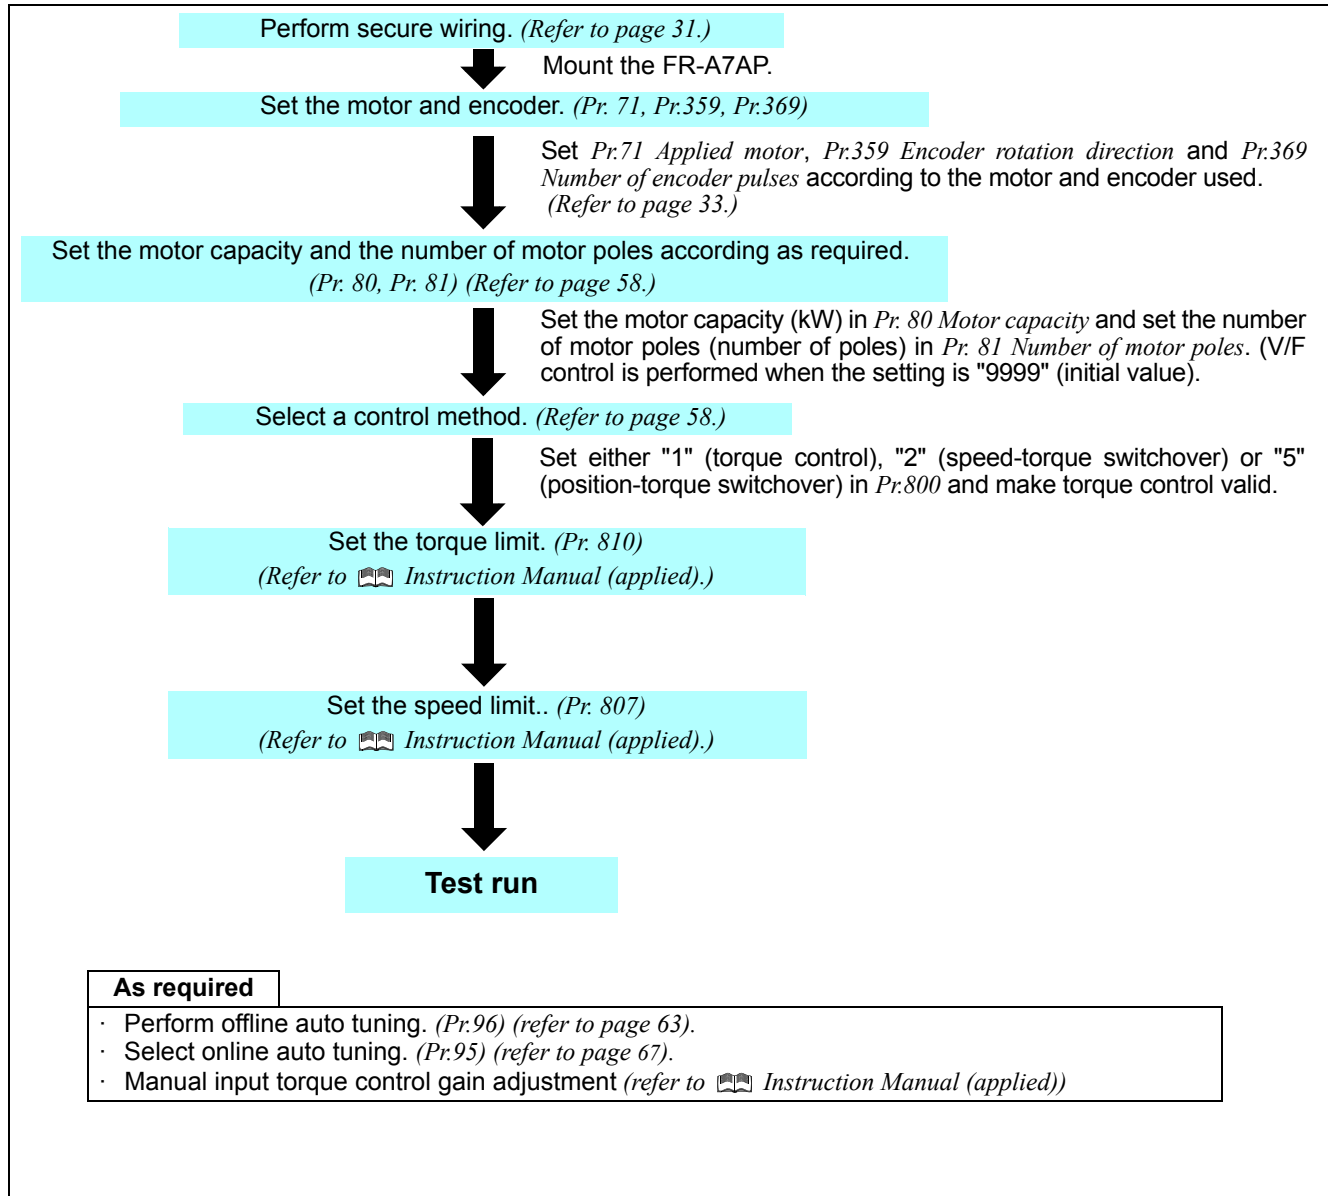 Perform secure wiring. (Refer to page 31.)
Mount the FR-A7AP.
Set the motor and encoder. (Pr. 71, Pr.359, Pr.369)
Set Pr.71 Applied motor, Pr.359 Encoder rotation direction and Pr.369
Number of encoder pulses according to the motor and encoder used.
(Refer to page 33.)
Set the motor capacity and the number of motor poles according as required.
(Pr. 80, Pr. 81) (Refer to page 58.)
Set the motor capacity (kW) in Pr. 80 Motor capacity and set the number
of motor poles (number of poles) in Pr. 81 Number of motor poles. (V/F
control is performed when the setting is "9999" (initial value).
Select a control method. (Refer to page 58.)
Set either "1" (torque control), "2" (speed-torque switchover) or "5"
(position-torque switchover) in Pr.800 and make torque control valid.
Set the torque limit. (Pr. 810)
(Refer to Instruction Manual (applied).)
Set the speed limit.. (Pr. 807)
(Refer to Instruction Manual (applied).)
Test run
As required
· Perform offline auto tuning. (Pr.96) (refer to page 63).
· Select online auto tuning. (Pr.95) (refer to page 67).
· Manual input torque control gain adjustment (refer to Instruction Manual (applied))